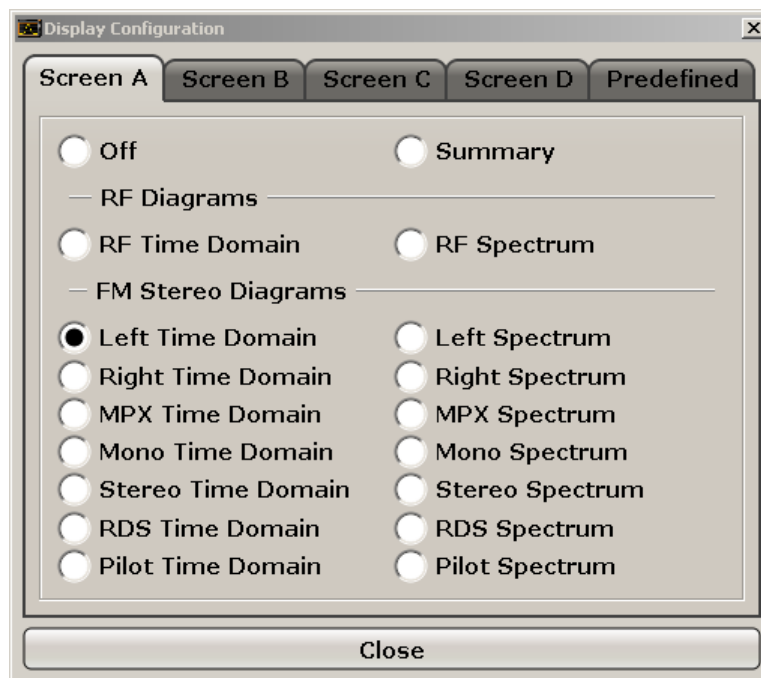 Display Configuration
Screen A Screen B Screen C Screen D Predefined
Off Summary
RF Diagrams
RF Time Domain RF Spectrum
FM Stereo Diagrams
Left Time Domain Left Spectrum
Right Time Domain Right Spectrum
MPX Time Domain MPX Spectrum
Mono Time Domain Mono Spectrum
Stereo Time Domain Stereo Spectrum
RDS Time Domain RDS Spectrum
Pilot Time Domain Pilot Spectrum
Close